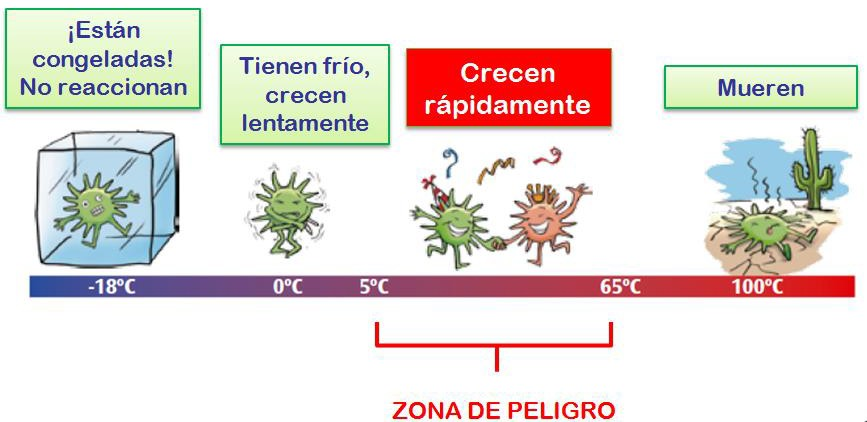 ¡Están
congeladas!
No reaccionan
Tienen frío,
crecen
lentamente
Crecen
rápidamente
Mueren
-18ºC
0ºC
5ºC
65ºC
100ºC
ZONA DE PELIGRO